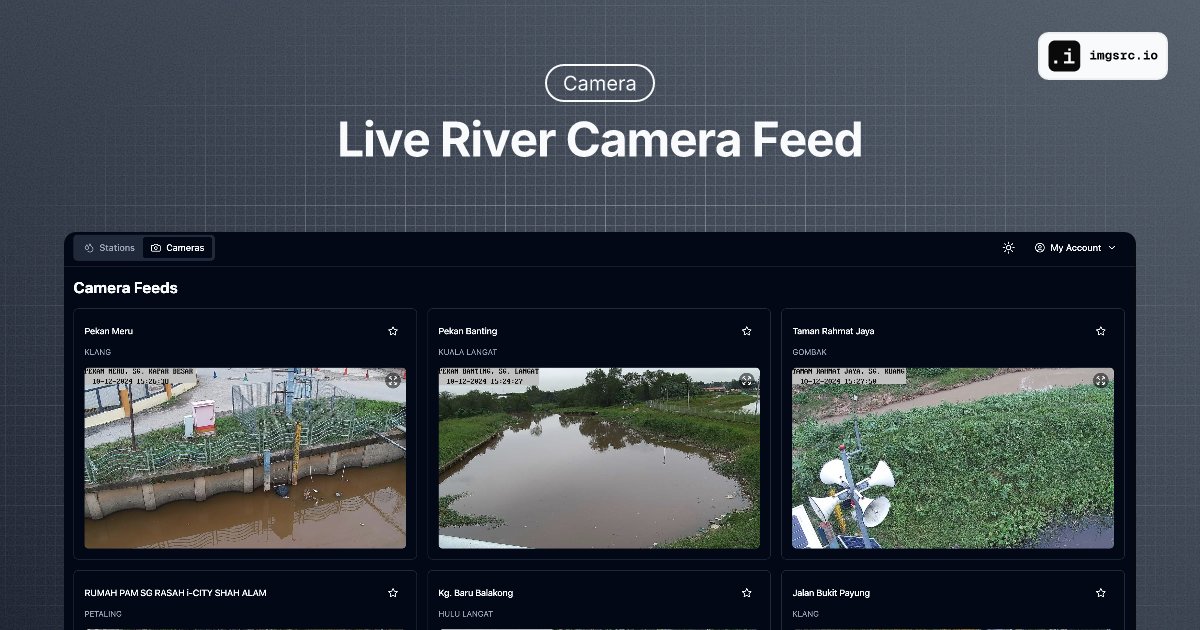 .i imgsrc.io
Camera
Live River Camera Feed
Stations
Cameras
My Account
Camera Feeds
Pekan Meru
KLANG
PEKAN MERU, SG. KAPAR BESAR
10-12-2024 15:26:30
Pekan Banting
KUALA LANGAT
PEKAN BANTING, SG. LANGAT
10-12-2024 15:24:27
Taman Rahmat Jaya
GOMBAK
TAMAN RAHMAT JAYA, SG. KUANG
10-12-2024 15:27:50
RUMAH PAM SG RASAH i-CITY SHAH ALAM
PETALING
Kg. Baru Balakong
HULU LANGAT
Jalan Bukit Payung
KLANG